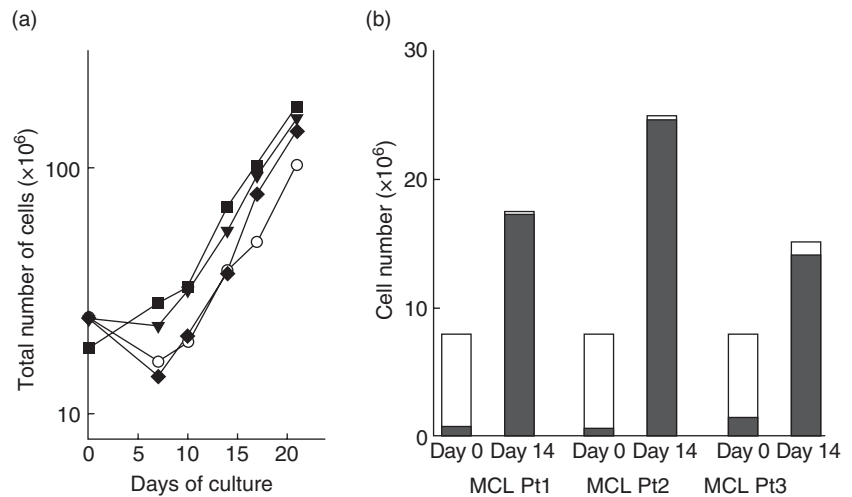 (a)
Total number of cells (×10⁶)
100
10
0 5 10 15 20
Days of culture
(b)
Cell number (×10⁶)
30
20
10
0
Day 0 Day 14 Day 0 Day 14 Day 0 Day 14
MCL Pt1 MCL Pt2 MCL Pt3